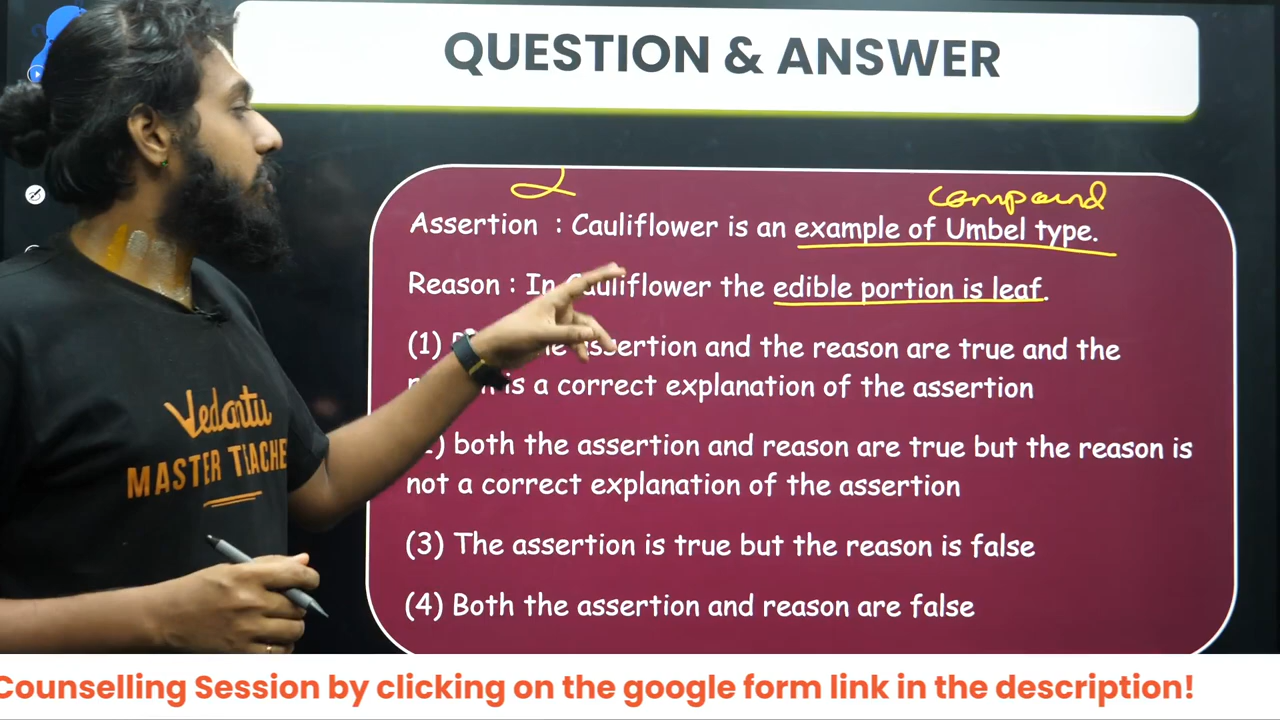 QUESTION & ANSWER
compound
Assertion : Cauliflower is an example of Umbel type.
Reason : In Cauliflower the edible portion is leaf.
(1) the assertion and the reason are true and the
is a correct explanation of the assertion
) both the assertion and reason are true but the reason is
not a correct explanation of the assertion
(3) The assertion is true but the reason is false
(4) Both the assertion and reason are false
Vedantu
MASTER TEACHE
Counselling Session by clicking on the google form link in the description!